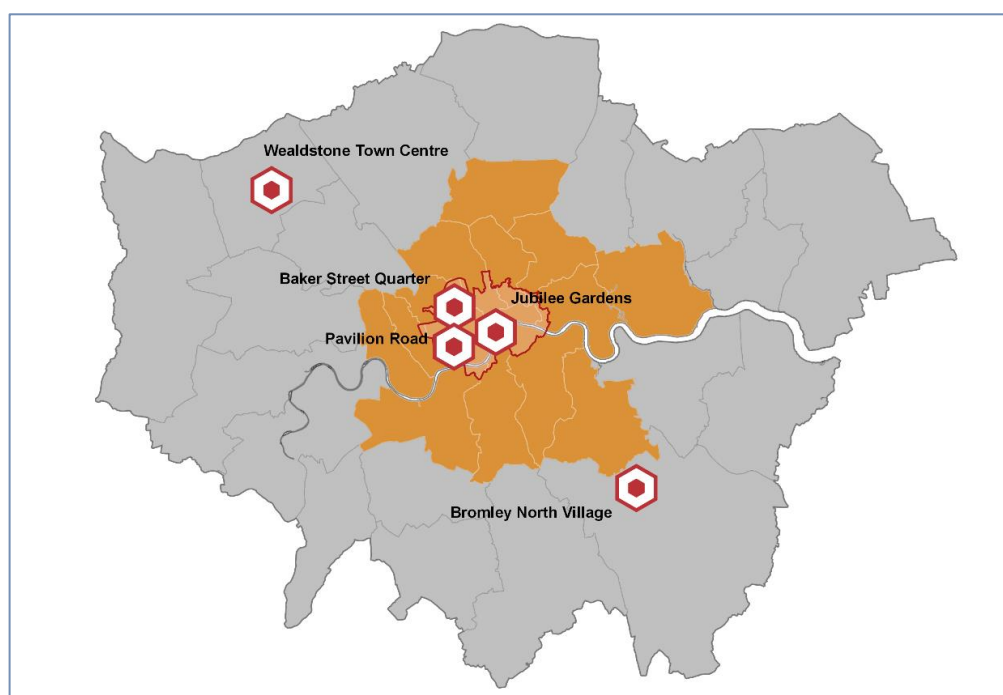 Wealdstone Town Centre
Baker Street Quarter
Jubilee Gardens
Pavilion Road
Bromley North Village